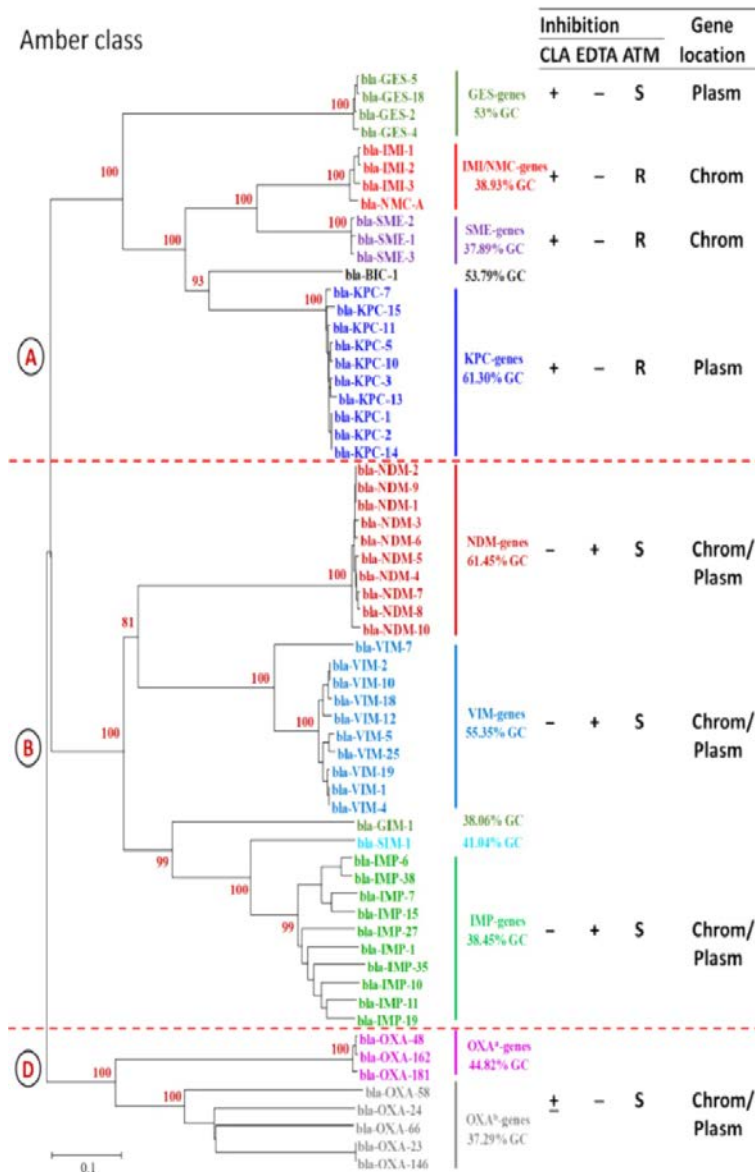 Amber class
Inhibition Gene
CLA EDTA ATM location
bla-GES-5
bla-GES-18
bla-GES-2
bla-GES-4
100
GES-genes
53% GC
+ – S Plasm
bla-IMI-1
bla-IMI-2
bla-IMI-3
bla-NMC-A
100
IMI/NMC-genes
38.93% GC
+ – R Chrom
100
100
bla-SME-2
bla-SME-1
bla-SME-3
100
SME-genes
37.89% GC
+ – R Chrom
100
93
bla-BIC-1
53.79% GC
bla-KPC-7
bla-KPC-15
bla-KPC-11
bla-KPC-5
bla-KPC-10
bla-KPC-3
bla-KPC-13
bla-KPC-1
bla-KPC-2
bla-KPC-14
100
KPC-genes
61.30% GC
+ – R Plasm
A
bla-NDM-2
bla-NDM-9
bla-NDM-1
bla-NDM-3
bla-NDM-6
bla-NDM-5
bla-NDM-4
bla-NDM-7
bla-NDM-8
bla-NDM-10
100
NDM-genes
61.45% GC
– + S Chrom/
Plasm
81
bla-VIM-7
bla-VIM-2
bla-VIM-10
bla-VIM-18
bla-VIM-12
bla-VIM-5
bla-VIM-25
bla-VIM-19
bla-VIM-1
bla-VIM-4
100
100
VIM-genes
55.35% GC
– + S Chrom/
Plasm
B
100
bla-GIM-1
38.06% GC
bla-SIM-1
41.04% GC
99
100
bla-IMP-6
bla-IMP-38
bla-IMP-7
bla-IMP-15
bla-IMP-27
bla-IMP-1
bla-IMP-35
bla-IMP-10
bla-IMP-11
bla-IMP-19
99
IMP-genes
38.45% GC
– + S Chrom/
Plasm
bla-OXA-48
bla-OXA-162
bla-OXA-181
100
OXAª-genes
44.82% GC
D
100
100
bla-OXA-58
bla-OXA-24
bla-OXA-66
bla-OXA-23
bla-OXA-146
OXAᵇ-genes
37.29% GC
± – S Chrom/
Plasm
0.1